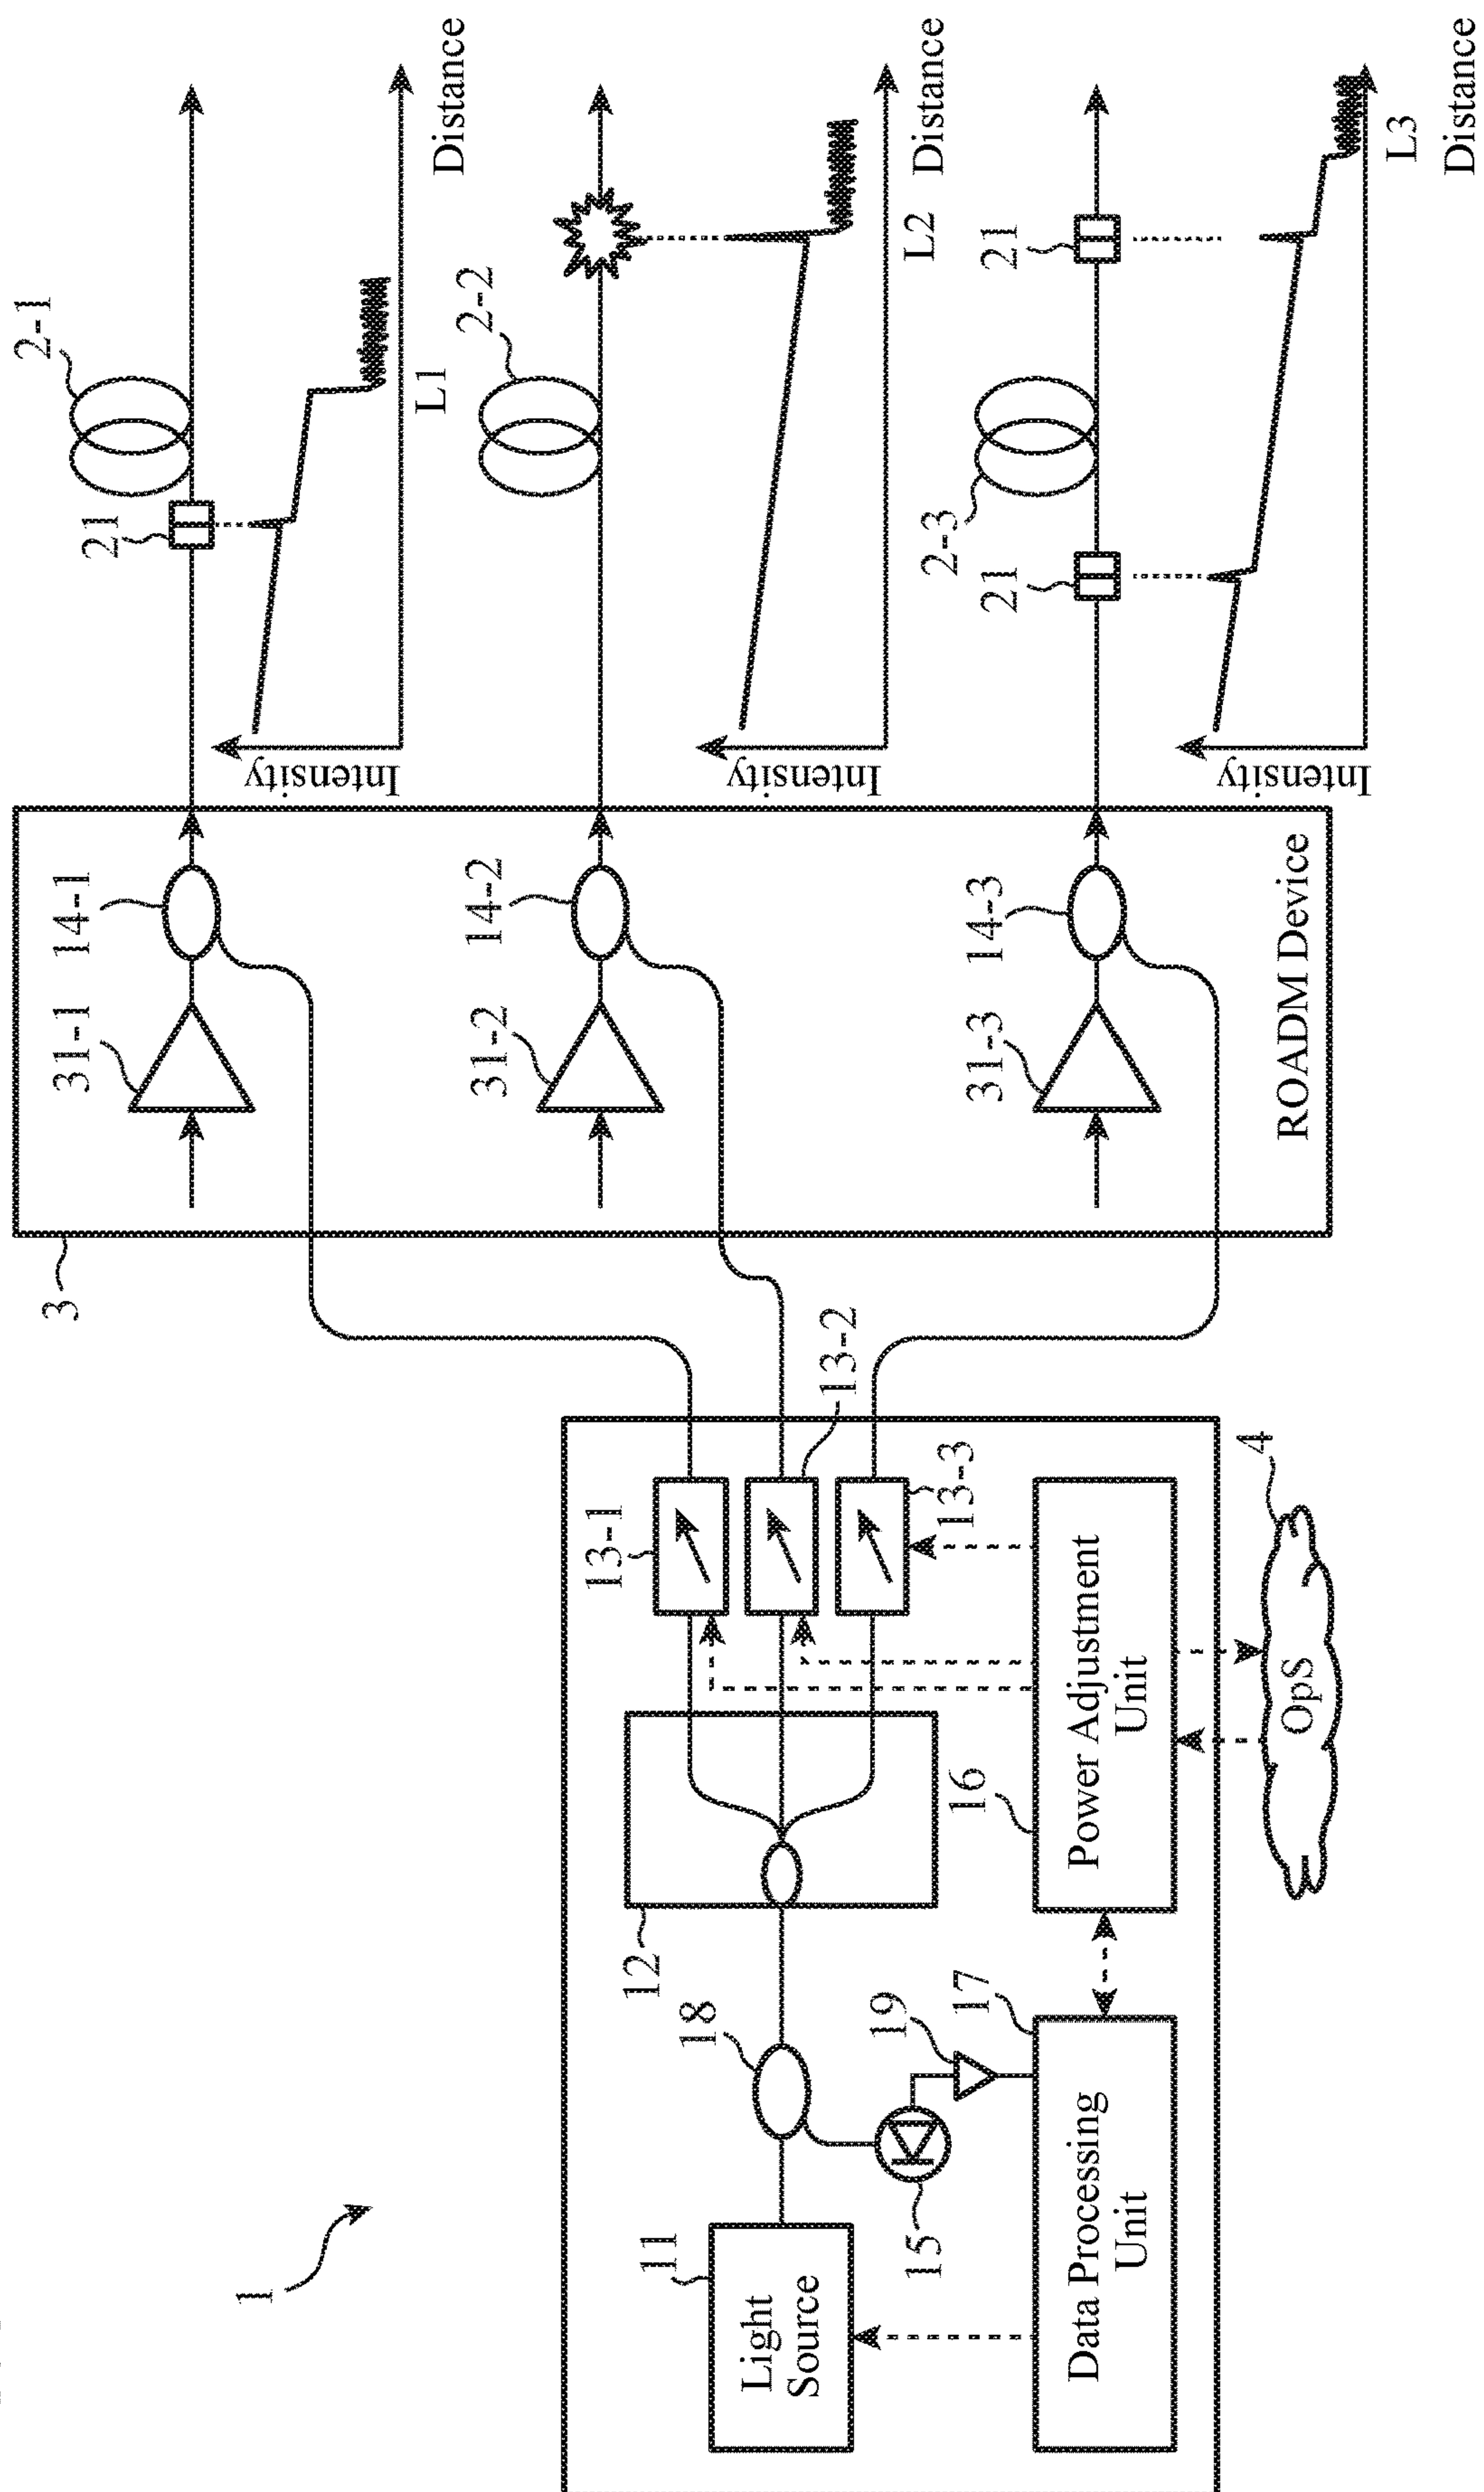 1
11
Light
Source
18
15
19
17
Data Processing
Unit
12
16
Power Adjustment
Unit
4
OpS
13-1
13-2
13-3
3
31-1
14-1
31-2
14-2
31-3
14-3
ROADM Device
21
2-1
Intensity
L1
Distance
2-2
Intensity
L2
Distance
21
2-3
21
Intensity
L3
Distance